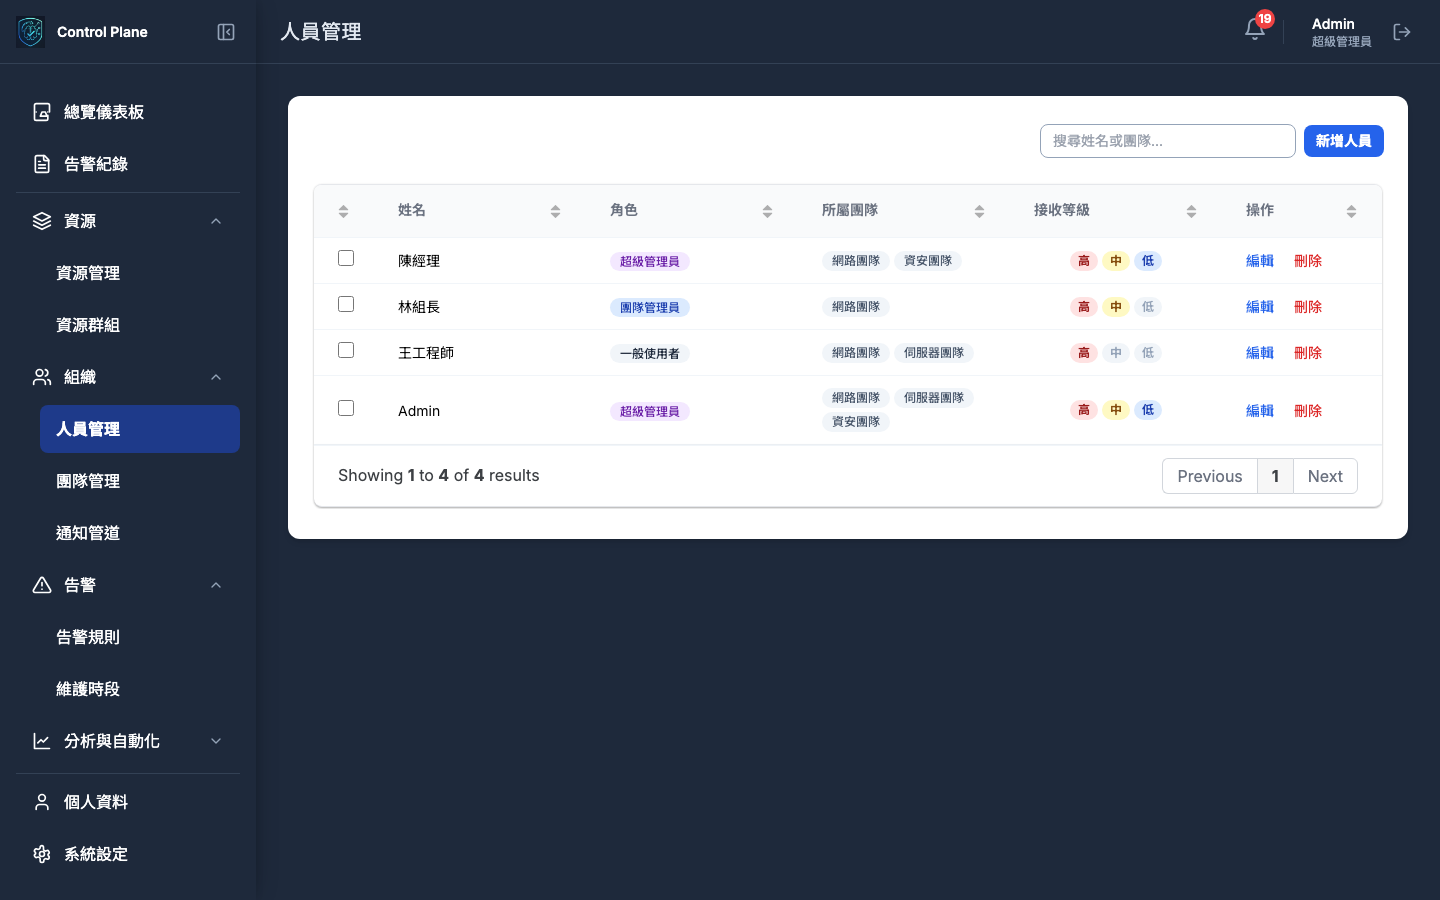 Control Plane
人員管理
19
Admin
超級管理員
總覽儀表板
告警紀錄
資源
資源管理
資源群組
組織
人員管理
團隊管理
通知管道
告警
告警規則
維護時段
分析與自動化
個人資料
系統設定
搜尋姓名或團隊...
新增人員
姓名 角色 所屬團隊 接收等級 操作
陳經理 超級管理員 網路團隊 資安團隊 高 中 低 編輯 刪除
林組長 團隊管理員 網路團隊 高 中 低 編輯 刪除
王工程師 一般使用者 網路團隊 伺服器團隊 高 中 低 編輯 刪除
Admin 超級管理員 網路團隊 伺服器團隊 資安團隊 高 中 低 編輯 刪除
Showing 1 to 4 of 4 results
Previous 1 Next